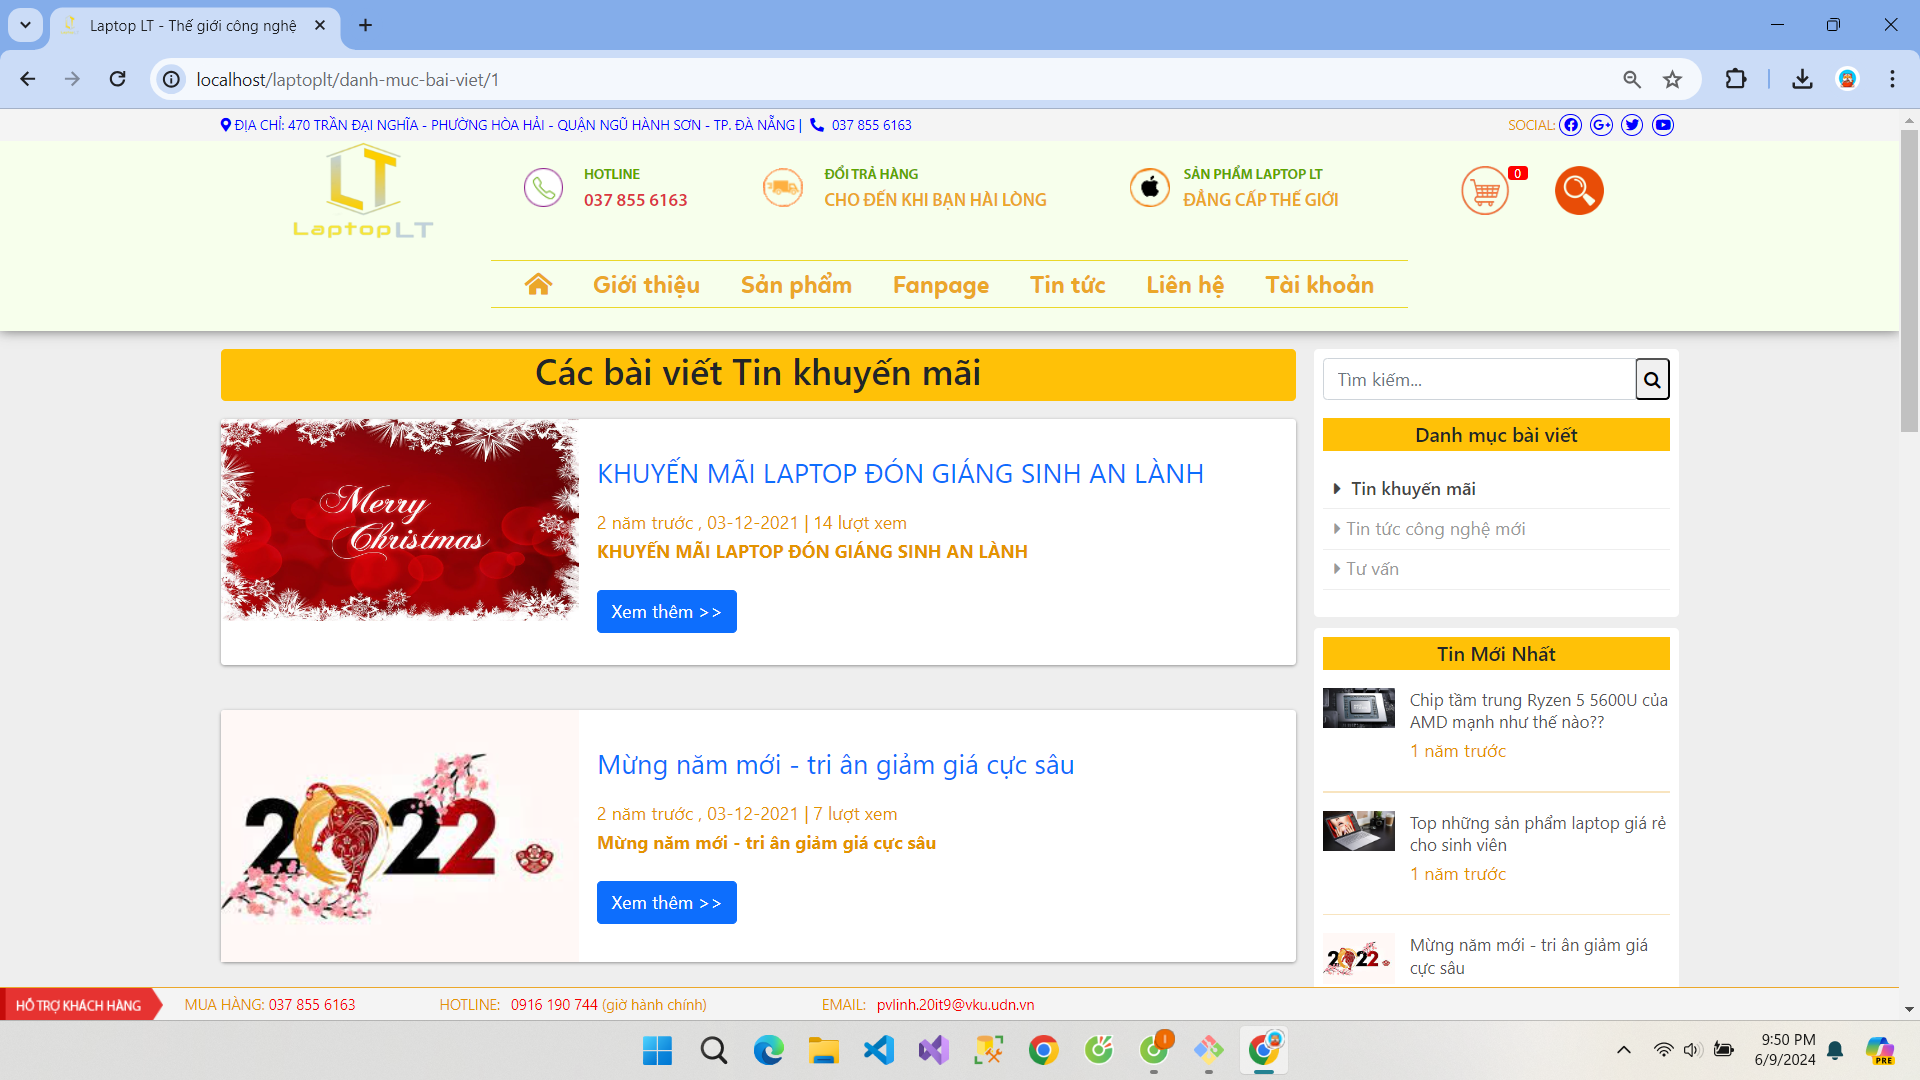 Laptop LT - Thế giới công nghệ
localhost/laptoplt/danh-muc-bai-viet/1
ĐỊA CHỈ: 470 TRẦN ĐẠI NGHĨA - PHƯỜNG HÒA HẢI - QUẬN NGŨ HÀNH SƠN - TP. ĐÀ NẴNG | 037 855 6163
SOCIAL:
LT
LaptopLT
HOTLINE
037 855 6163
ĐỔI TRẢ HÀNG
CHO ĐẾN KHI BẠN HÀI LÒNG
SẢN PHẨM LAPTOP LT
ĐẲNG CẤP THẾ GIỚI
0
Giới thiệu Sản phẩm Fanpage Tin tức Liên hệ Tài khoản
Các bài viết Tin khuyến mãi
Merry
Christmas
KHUYẾN MÃI LAPTOP ĐÓN GIÁNG SINH AN LÀNH
2 năm trước , 03-12-2021 | 14 lượt xem
KHUYẾN MÃI LAPTOP ĐÓN GIÁNG SINH AN LÀNH
Xem thêm >>
2022
Mừng năm mới - tri ân giảm giá cực sâu
2 năm trước , 03-12-2021 | 7 lượt xem
Mừng năm mới - tri ân giảm giá cực sâu
Xem thêm >>
Tìm kiếm...
Danh mục bài viết
Tin khuyến mãi
Tin tức công nghệ mới
Tư vấn
Tin Mới Nhất
Chip tầm trung Ryzen 5 5600U của
AMD mạnh như thế nào??
1 năm trước
Top những sản phẩm laptop giá rẻ
cho sinh viên
1 năm trước
2022
Mừng năm mới - tri ân giảm giá
cực sâu
HỖ TRỢ KHÁCH HÀNG
MUA HÀNG: 037 855 6163
HOTLINE: 0916 190 744 (giờ hành chính)
EMAIL: pvlinh.20it9@vku.udn.vn
9:50 PM
6/9/2024
PRE